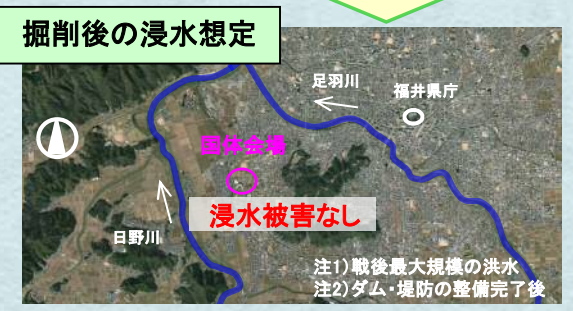 掘削後の浸水想定
足羽川
福井県庁
国体会場
浸水被害なし
日野川
注1)戦後最大規模の洪水
注2)ダム・堤防の整備完了後